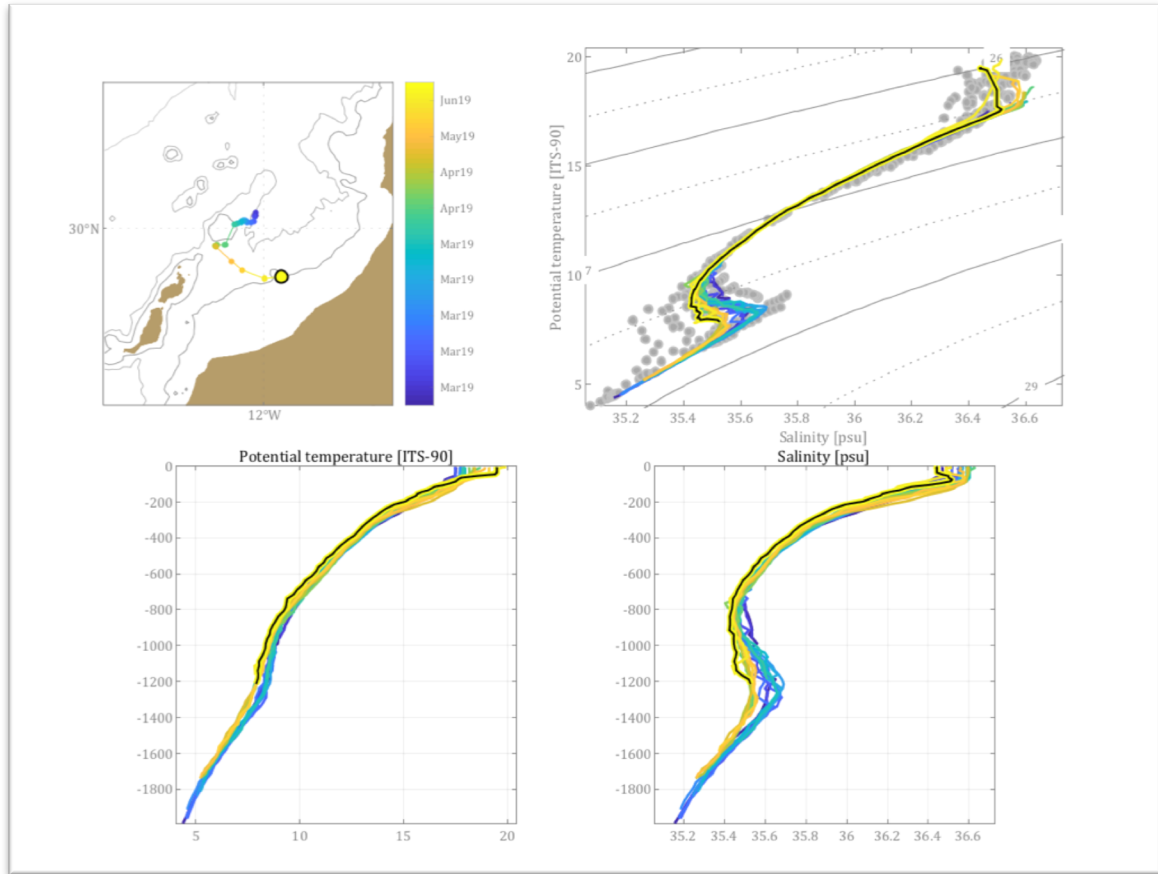 Jun19
May19
Apr19
Apr19
Mar19
Mar19
Mar19
Mar19
Mar19
30°N
12°W
Potential temperature [ITS-90]
20
15
10
5
26
7
29
35.2 35.4 35.6 35.8 36 36.2 36.4 36.6
Salinity [psu]
Potential temperature [ITS-90]
0
-200
-400
-600
-800
-1000
-1200
-1400
-1600
-1800
5 10 15 20
Salinity [psu]
0
-200
-400
-600
-800
-1000
-1200
-1400
-1600
-1800
35.2 35.4 35.6 35.8 36 36.2 36.4 36.6